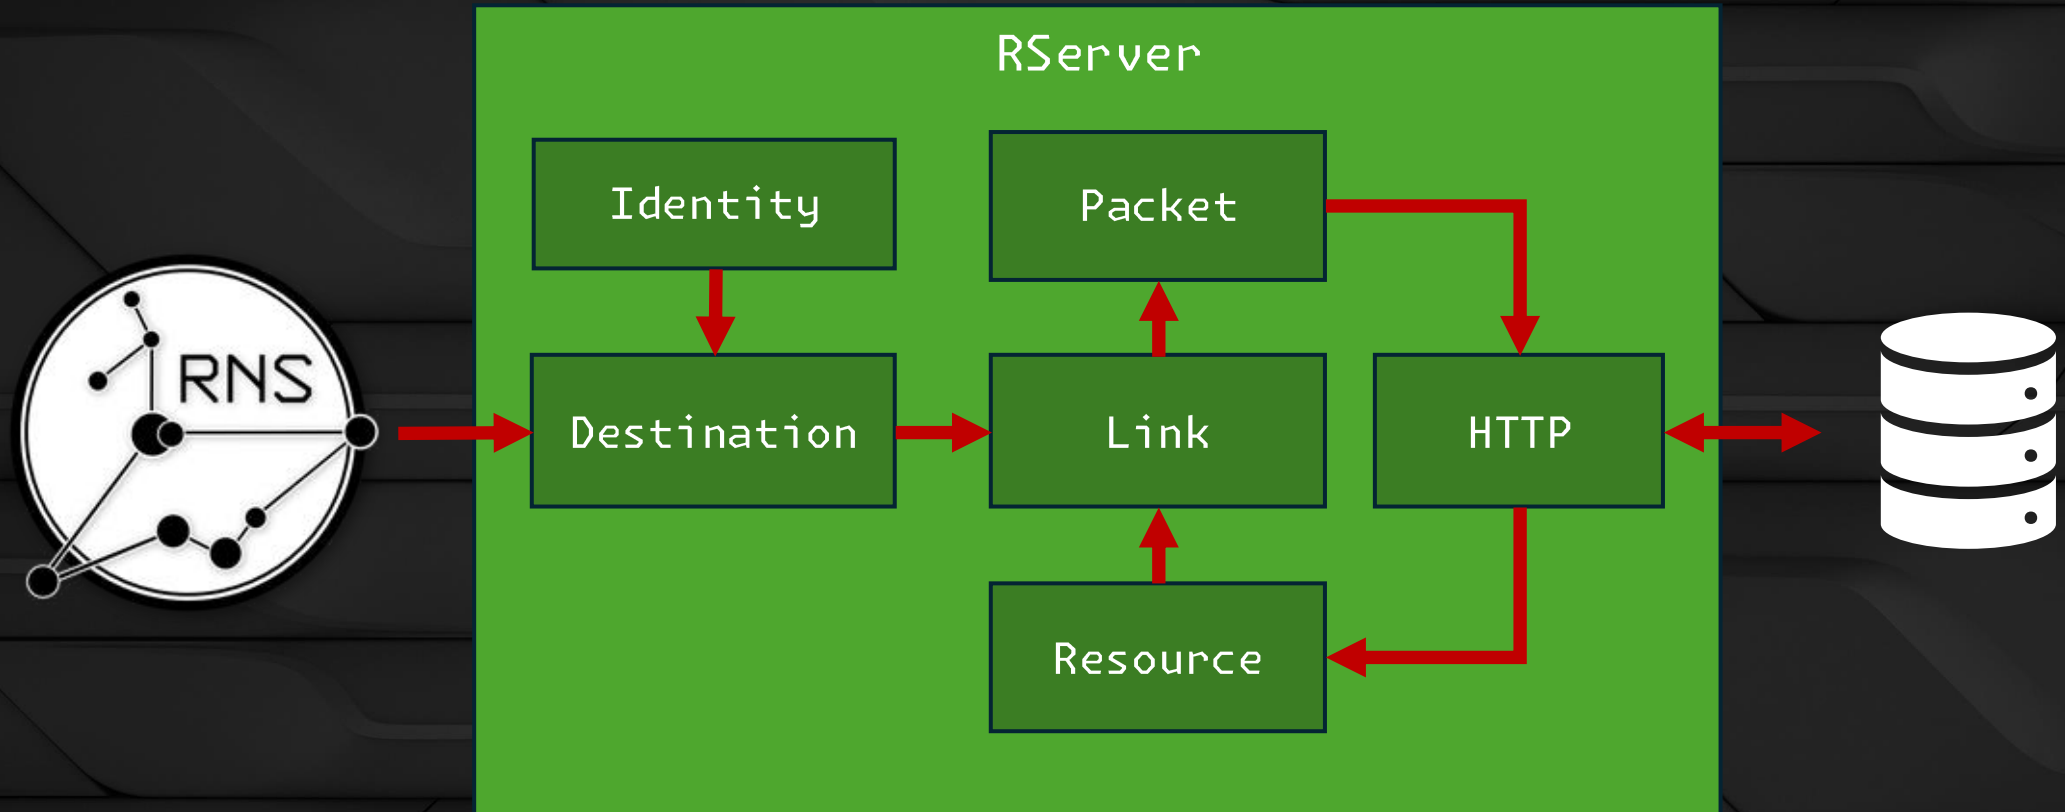 RServer
Identity
Packet
RNS
Destination
Link
HTTP
Resource